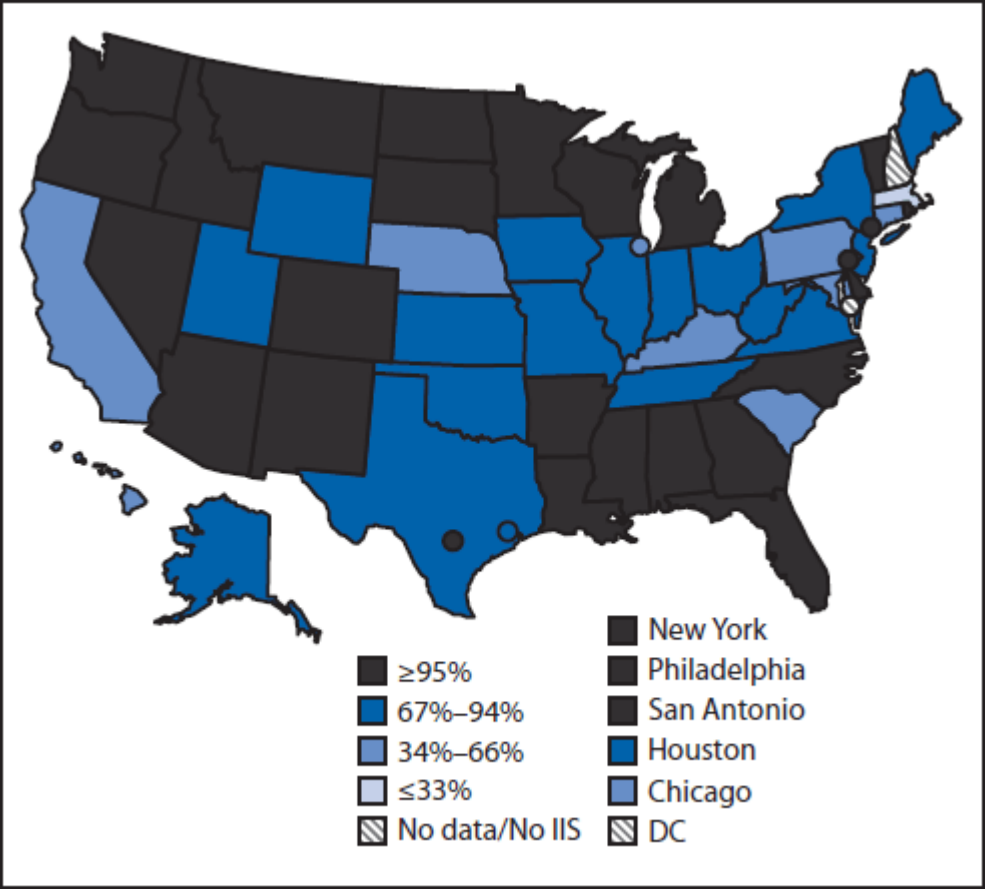 ≥95%
67%–94%
34%–66%
≤33%
No data/No IIS
New York
Philadelphia
San Antonio
Houston
Chicago
DC